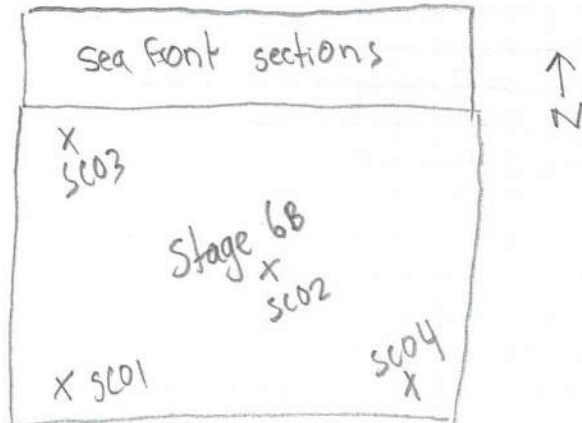 sea front sections
N
X
SC03
Stage 6B
X
SC02
SC04
X
X SC01